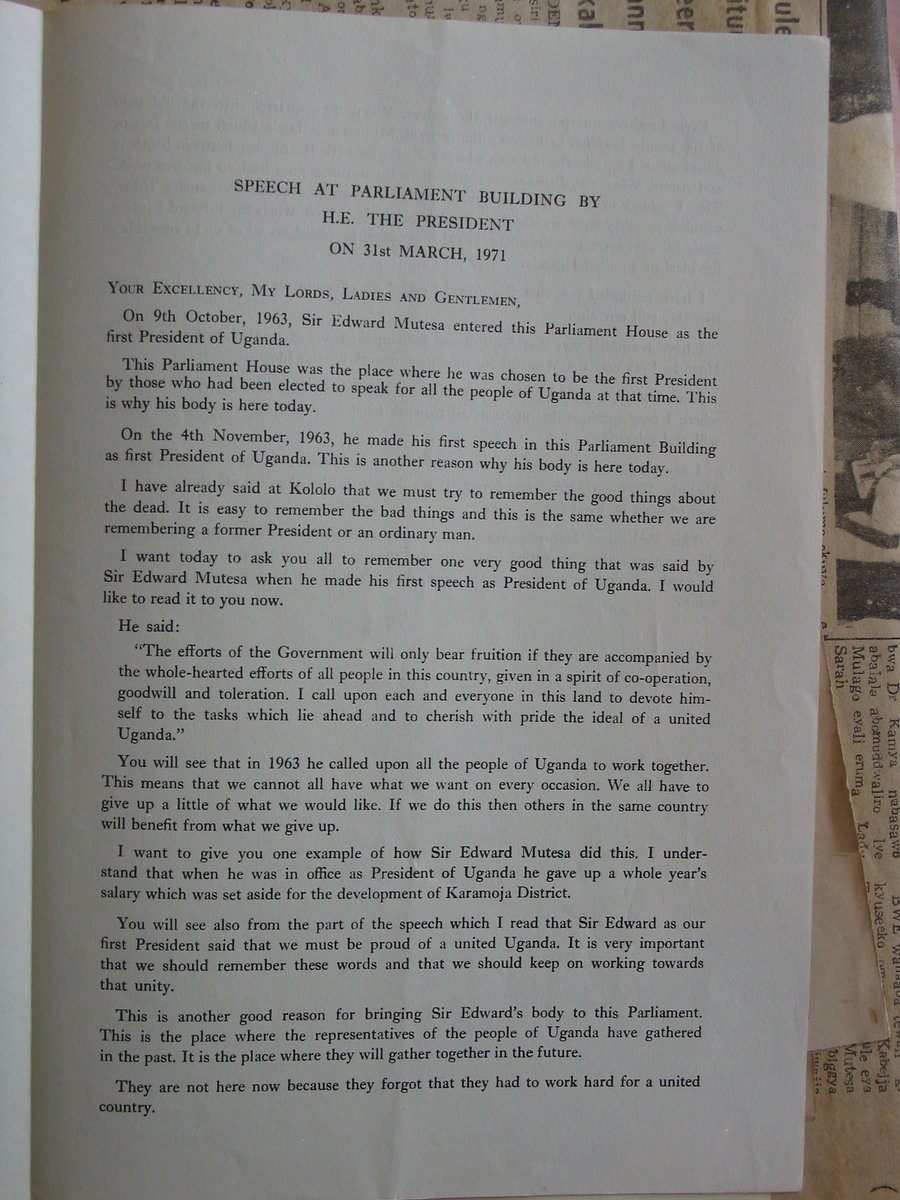 SPEECH AT PARLIAMENT BUILDING BY
H.E. THE PRESIDENT
ON 31st MARCH, 1971
YOUR EXCELLENCY, MY LORDS, LADIES AND GENTLEMEN,
On 9th October, 1963, Sir Edward Mutesa entered this Parliament House as the
first President of Uganda.
This Parliament House was the place where he was chosen to be the first President
by those who had been elected to speak for all the people of Uganda at that time. This
is why his body is here today.
On the 4th November, 1963, he made his first speech in this Parliament Building
as first President of Uganda. This is another reason why his body is here today.
I have already said at Kololo that we must try to remember the good things about
the dead. It is easy to remember the bad things and this is the same whether we are
remembering a former President or an ordinary man.
I want today to ask you all to remember one very good thing that was said by
Sir Edward Mutesa when he made his first speech as President of Uganda. I would
like to read it to you now.
He said:
"The efforts of the Government will only bear fruition if they are accompanied by
the whole-hearted efforts of all people in this country, given in a spirit of co-operation,
goodwill and toleration. I call upon each and everyone in this land to devote him-
self to the tasks which lie ahead and to cherish with pride the ideal of a united
Uganda."
You will see that in 1963 he called upon all the people of Uganda to work together.
This means that we cannot all have what we want on every occasion. We all have to
give up a little of what we would like. If we do this then others in the same country
will benefit from what we give up.
I want to give you one example of how Sir Edward Mutesa did this. I under-
stand that when he was in office as President of Uganda he gave up a whole year's
salary which was set aside for the development of Karamoja District.
You will see also from the part of the speech which I read that Sir Edward as our
first President said that we must be proud of a united Uganda. It is very important
that we should remember these words and that we should keep on working towards
that unity.
This is another good reason for bringing Sir Edward's body to this Parliament.
This is the place where the representatives of the people of Uganda have gathered
in the past. It is the place where they will gather together in the future.
They are not here now because they forgot that they had to work hard for a united
country.
bwa Dr Kamya nabasawo
abalala abomuddwaliro lye
Mulago evali eruma Lady
Sarah